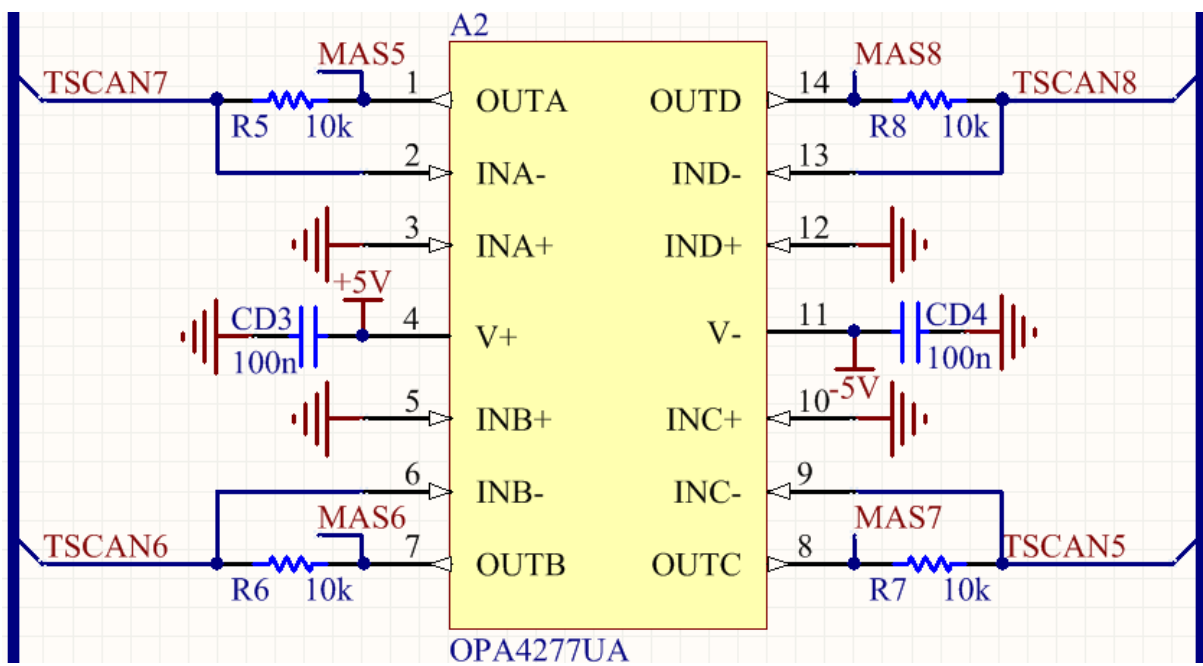 A2
MAS5 MAS8
TSCAN7 1 OUTA OUTD 14 TSCAN8
R5 10k R8 10k
2 INA- IND- 13
3 INA+ IND+ 12
+5V
CD3 4 V+ V- 11 CD4
100n -5V 100n
5 INB+ INC+ 10
6 INB- INC- 9
MAS6 MAS7
TSCAN6 7 OUTB OUTC 8 TSCAN5
R6 10k R7 10k
OPA4277UA